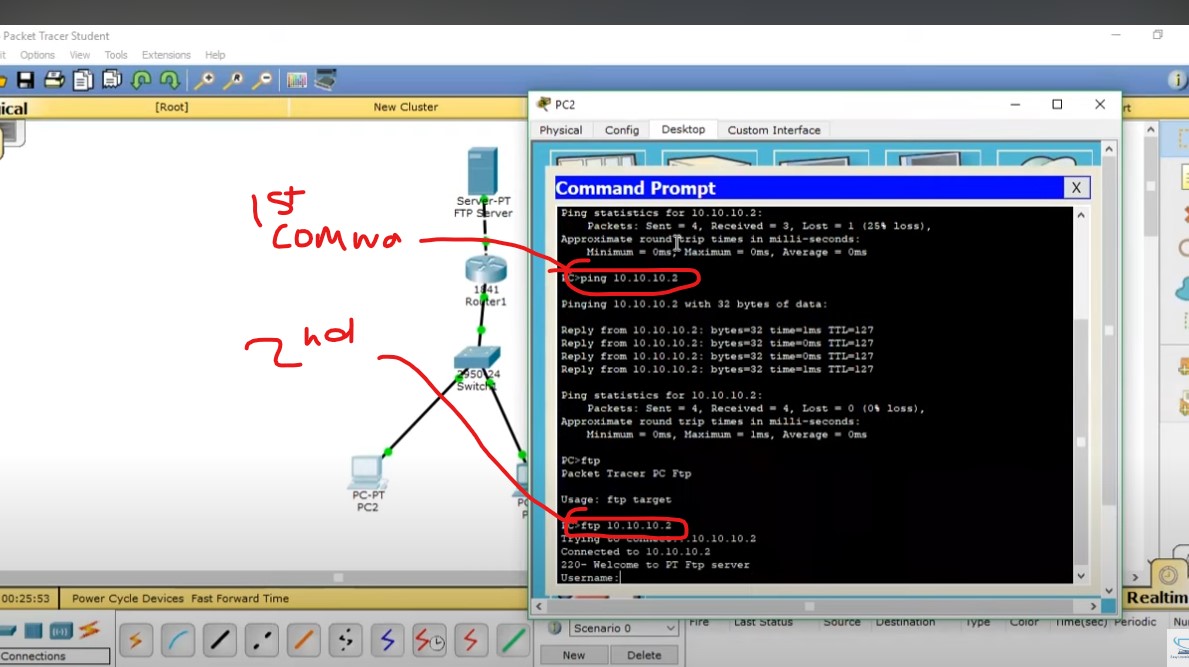 Packet Tracer Student
it Options View Tools Extensions Help
ical [Root] New Cluster
PC2
Physical Config Desktop Custom Interface
Server-PT
FTP Server
1841
Router1
2950-24
Switch1
PC-PT
PC2
1st
comma
2nd
Command Prompt X
Ping statistics for 10.10.10.2:
Packets: Sent = 4, Received = 3, Lost = 1 (25% loss),
Approximate round trip times in milli-seconds:
Minimum = 0ms, Maximum = 0ms, Average = 0ms
PC>ping 10.10.10.2
Pinging 10.10.10.2 with 32 bytes of data:
Reply from 10.10.10.2: bytes=32 time=1ms TTL=127
Reply from 10.10.10.2: bytes=32 time=0ms TTL=127
Reply from 10.10.10.2: bytes=32 time=0ms TTL=127
Reply from 10.10.10.2: bytes=32 time=1ms TTL=127
Ping statistics for 10.10.10.2:
Packets: Sent = 4, Received = 4, Lost = 0 (0% loss),
Approximate round trip times in milli-seconds:
Minimum = 0ms, Maximum = 1ms, Average = 0ms
PC>ftp
Packet Tracer PC Ftp
Usage: ftp target
PC>ftp 10.10.10.2
Trying to connect...10.10.10.2
Connected to 10.10.10.2
220- Welcome to PT Ftp server
Username:
00:25:53 Power Cycle Devices Fast Forward Time
Realtim
Connections
Scenario 0
New Delete
Fire Last Status Source Destination Type Color Time(sec) Periodic Nu